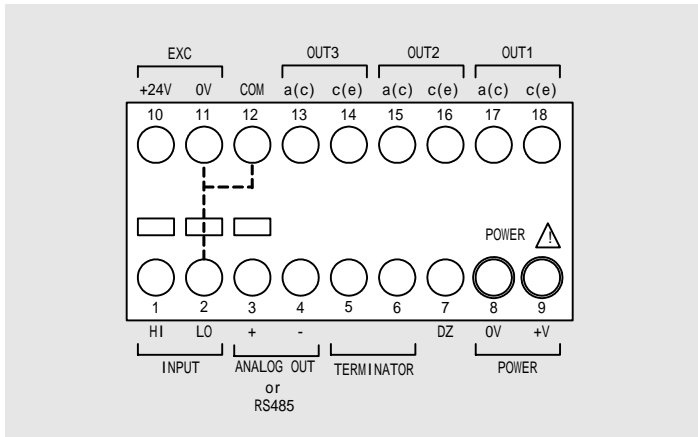 EXC OUT3 OUT2 OUT1
+24V 0V COM a(c) c(e) a(c) c(e) a(c) c(e)
10 11 12 13 14 15 16 17 18
POWER !
1 2 3 4 5 6 7 8 9
HI LO + - DZ 0V +V
INPUT ANALOG OUT TERMINATOR POWER
or
RS485